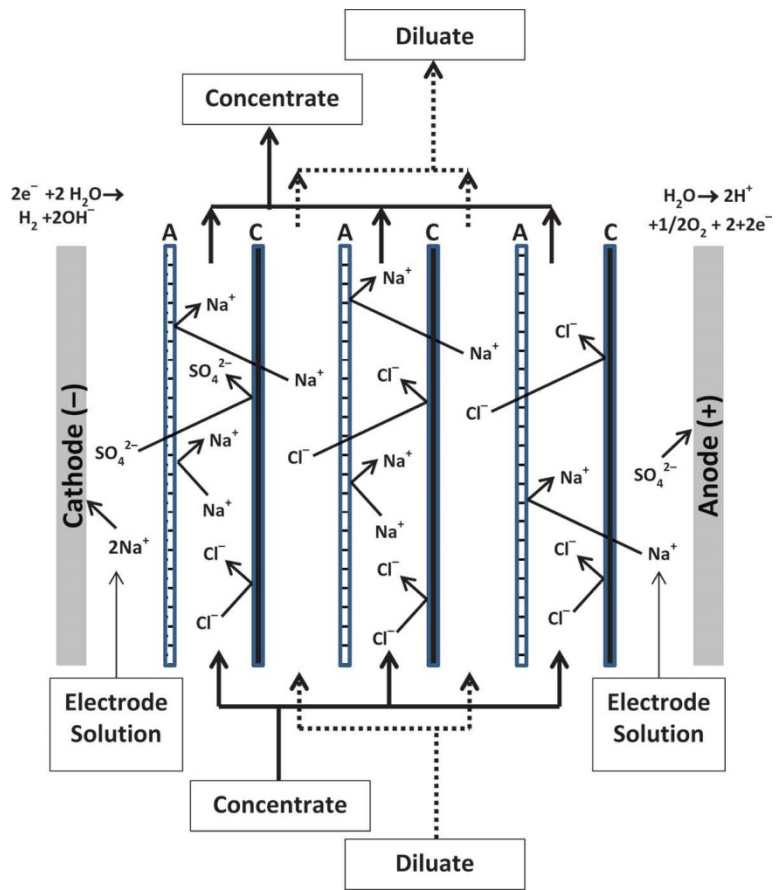 Diluate
Concentrate
2e⁻ +2 H₂O→
H₂ +2OH⁻
H₂O→ 2H⁺
+1/2O₂ + 2+2e⁻
A
C
A
C
A
C
Na⁺
Na⁺
Cl⁻
SO₄²⁻
Na⁺
Cl⁻
Na⁺
Cl⁻
SO₄²⁻
Na⁺
Cl⁻
Na⁺
Na⁺
SO₄²⁻
Na⁺
Na⁺
Cathode (–)
Anode (+)
2Na⁺
Cl⁻
Cl⁻
Cl⁻
Na⁺
Cl⁻
Cl⁻
Cl⁻
Electrode
Solution
Electrode
Solution
Concentrate
Diluate